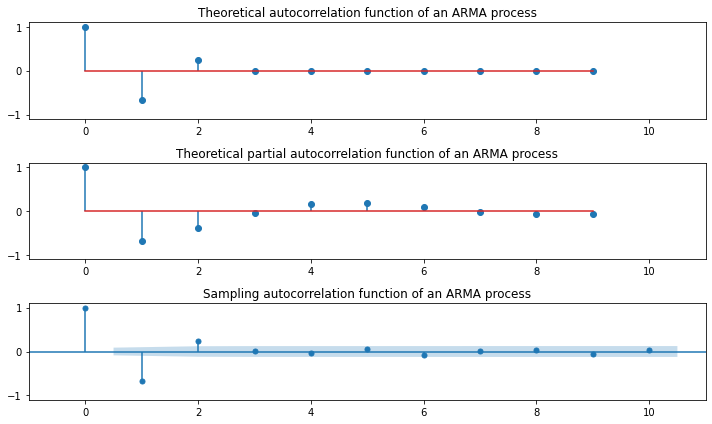 Theoretical autocorrelation function of an ARMA process
1
0
−1
0 2 4 6 8 10
Theoretical partial autocorrelation function of an ARMA process
1
0
−1
0 2 4 6 8 10
Sampling autocorrelation function of an ARMA process
1
0
−1
0 2 4 6 8 10